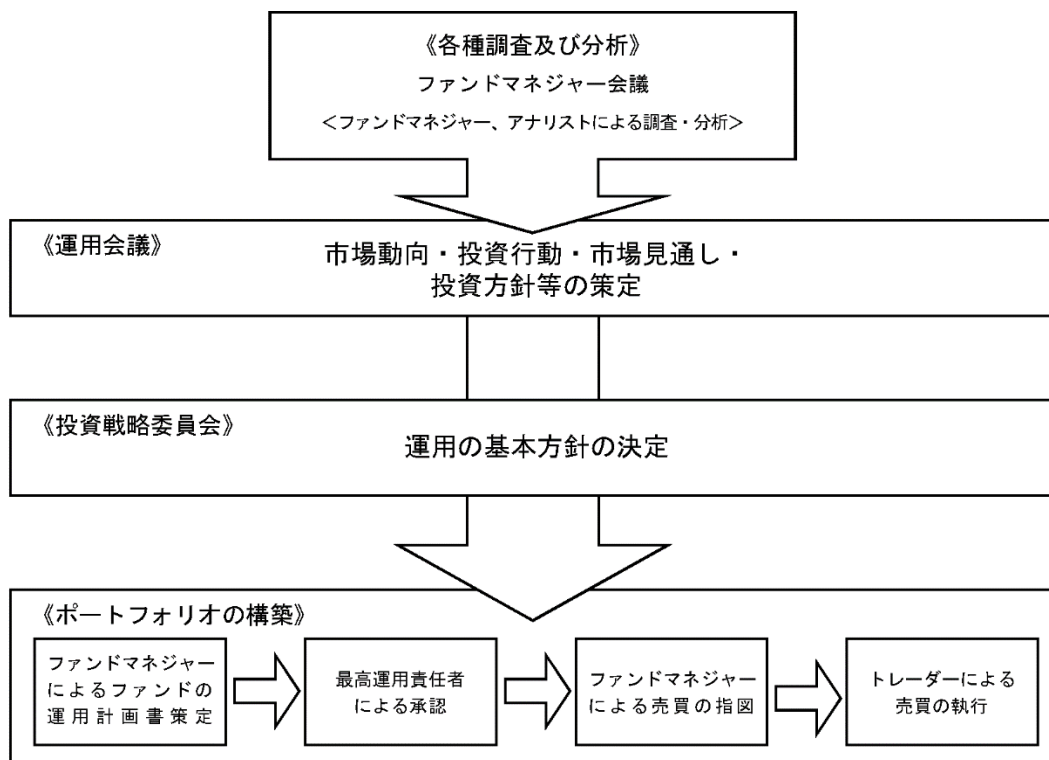 《各種調査及び分析》
ファンドマネジャー会議
＜ファンドマネジャー、アナリストによる調査・分析＞
《運用会議》
市場動向・投資行動・市場見通し・
投資方針等の策定
《投資戦略委員会》
運用の基本方針の決定
《ポートフォリオの構築》
ファンドマネジャー
によるファンドの
運用計画書策定
最高運用責任者
による承認
ファンドマネジャー
による売買の指図
トレーダーによる
売買の執行